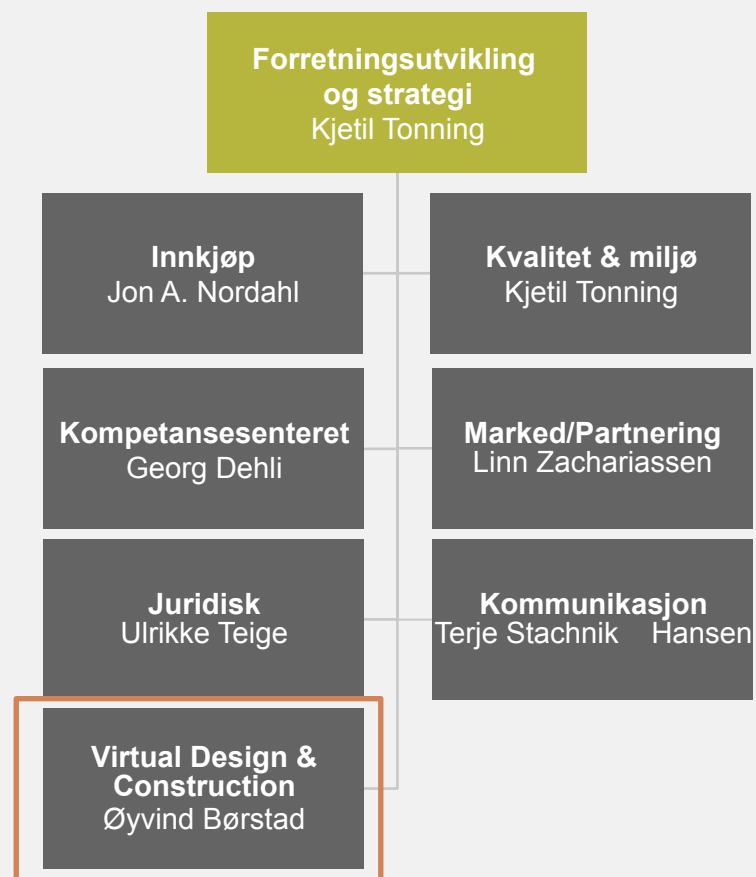 Forretningsutvikling
og strategi
Kjetil Tonning
Innkjøp
Jon A. Nordahl
Kvalitet & miljø
Kjetil Tonning
Kompetansesenteret
Georg Dehli
Marked/Partnering
Linn Zachariassen
Juridisk
Ulrikke Teige
Kommunikasjon
Terje Stachnik Hansen
Virtual Design &
Construction
Øyvind Børstad